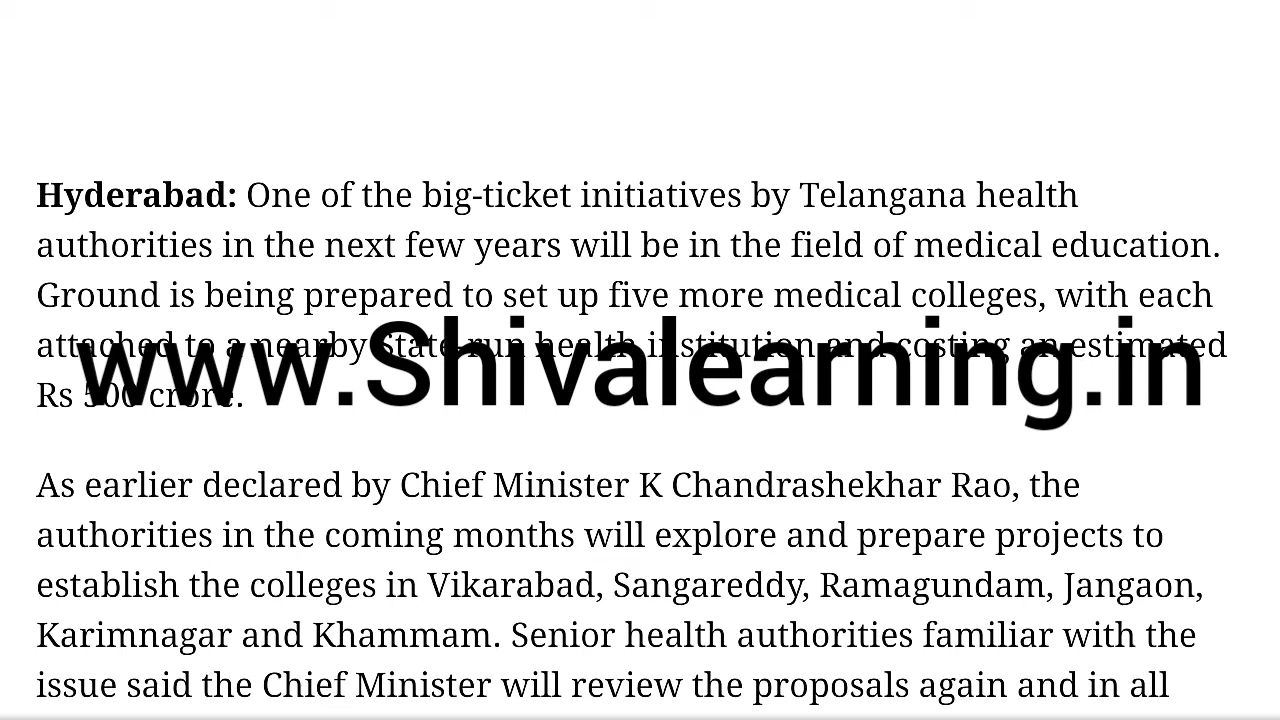 Hyderabad: One of the big-ticket initiatives by Telangana health
authorities in the next few years will be in the field of medical education.
Ground is being prepared to set up five more medical colleges, with each
attached to a nearby State-run health institution and costing an estimated
www.Shivalearning.in
Rs 500 crore.
As earlier declared by Chief Minister K Chandrashekhar Rao, the
authorities in the coming months will explore and prepare projects to
establish the colleges in Vikarabad, Sangareddy, Ramagundam, Jangaon,
Karimnagar and Khammam. Senior health authorities familiar with the
issue said the Chief Minister will review the proposals again and in all